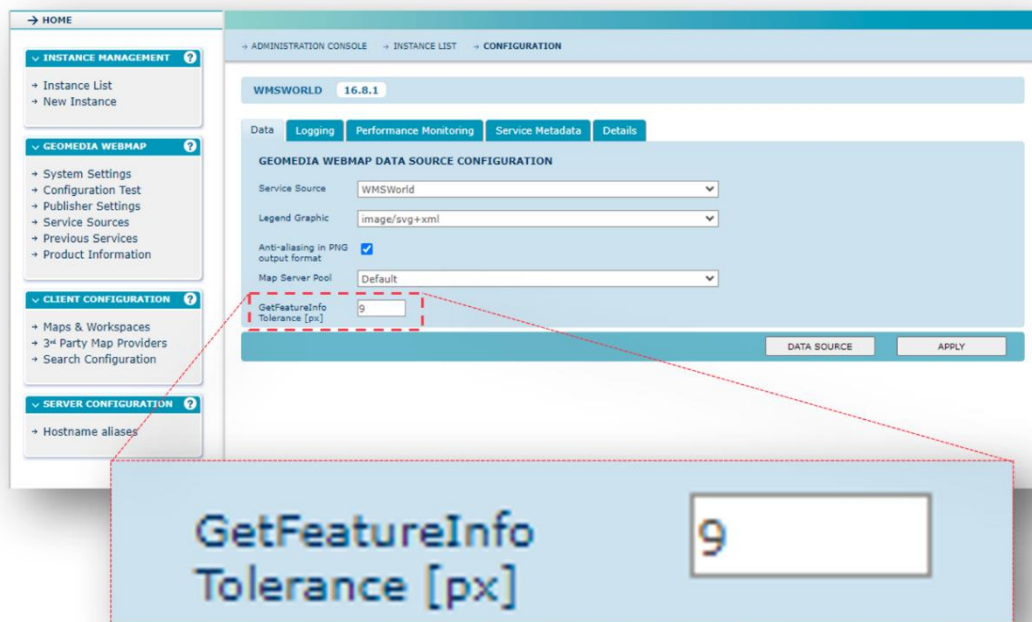 → HOME
∨ INSTANCE MANAGEMENT ?
→ Instance List
→ New Instance
∨ GEOMEDIA WEBMAP ?
→ System Settings
→ Configuration Test
→ Publisher Settings
→ Service Sources
→ Previous Services
→ Product Information
∨ CLIENT CONFIGURATION ?
→ Maps & Workspaces
→ 3rd Party Map Providers
→ Search Configuration
∨ SERVER CONFIGURATION ?
→ Hostname aliases
→ ADMINISTRATION CONSOLE → INSTANCE LIST → CONFIGURATION
WMSWORLD 16.8.1
Data Logging Performance Monitoring Service Metadata Details
GEOMEDIA WEBMAP DATA SOURCE CONFIGURATION
Service Source WMSWorld
Legend Graphic image/svg+xml
Anti-aliasing in PNG
output format
Map Server Pool Default
GetFeatureInfo 9
Tolerance [px]
DATA SOURCE APPLY
GetFeatureInfo 9
Tolerance [px]